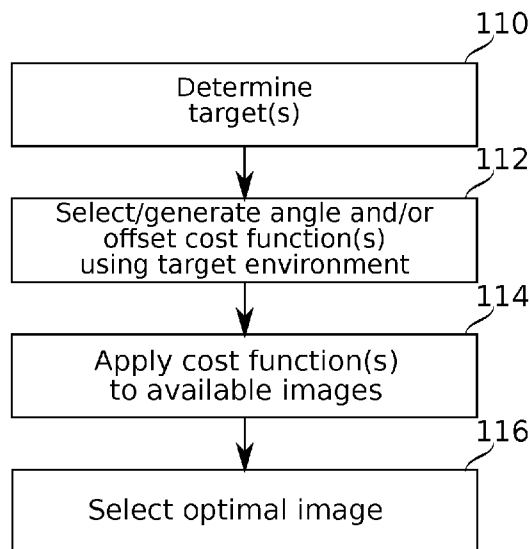 110
Determine
target(s)
112
Select/generate angle and/or
offset cost function(s)
using target environment
114
Apply cost function(s)
to available images
116
Select optimal image